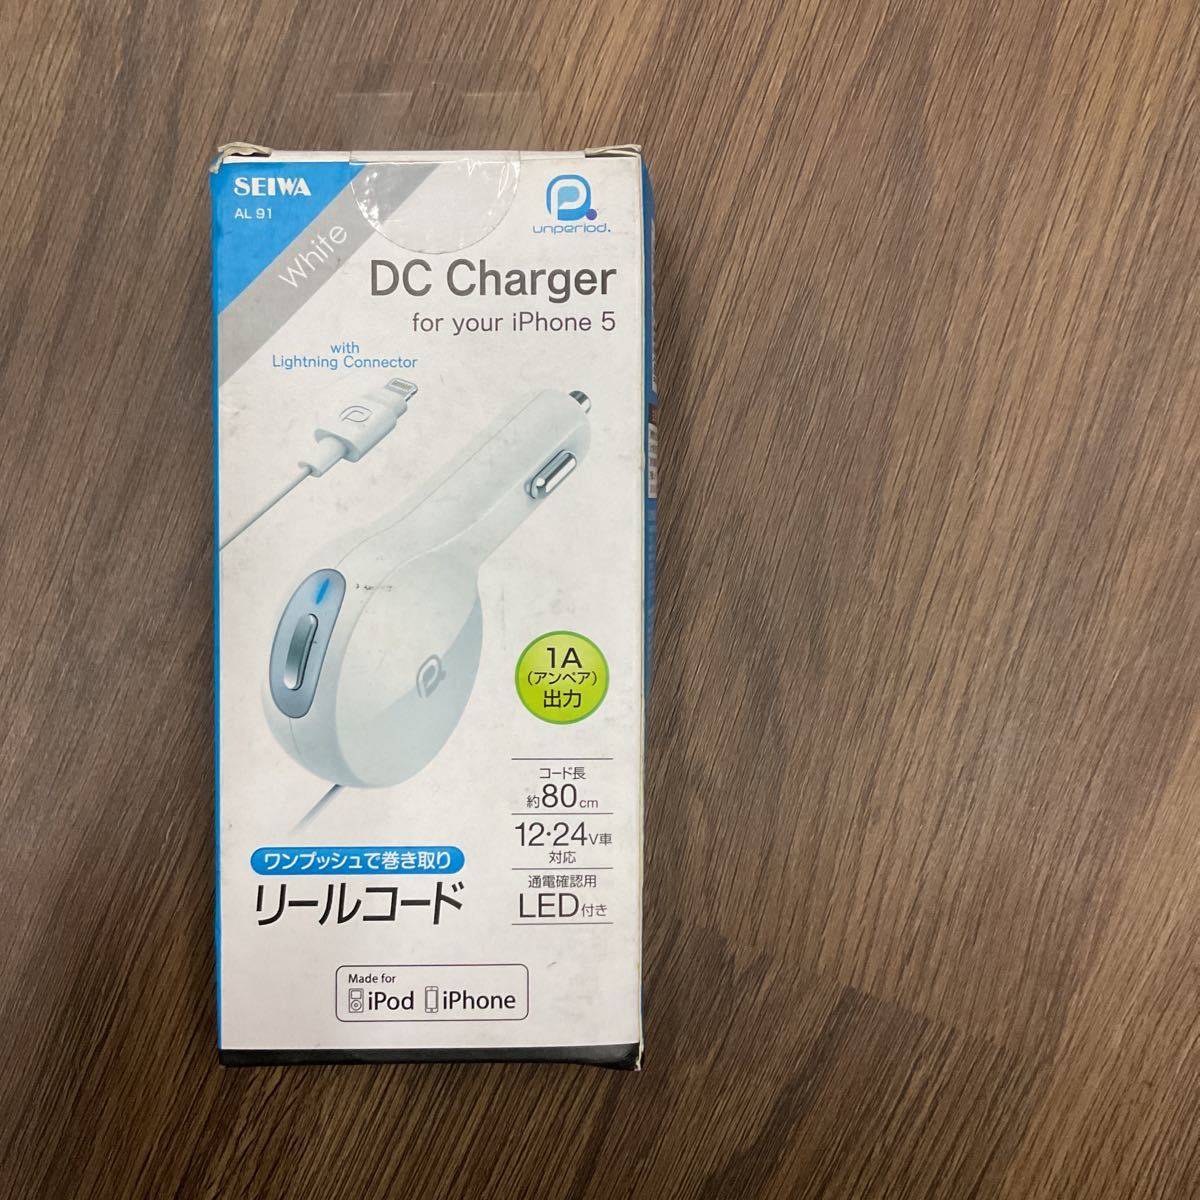 SEIWA
AL 91
White
unperiod.
DC Charger
for your iPhone 5
with
Lightning Connector
1A
(アンペア)
出力
コード長
約80cm
12・24V車
対応
通電確認用
LED付き
ワンプッシュで巻き取り
リールコード
Made for
iPod iPhone